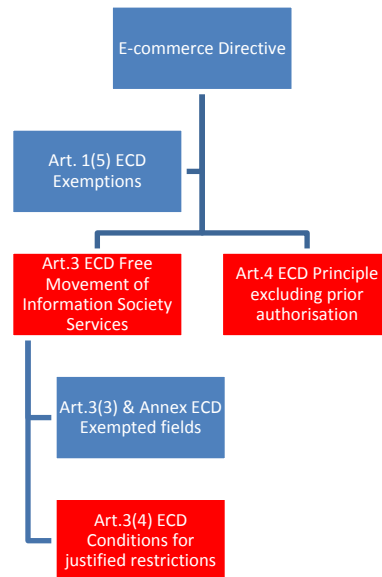 E-commerce Directive
Art. 1(5) ECD
Exemptions
Art.3 ECD Free
Movement of
Information Society
Services
Art.4 ECD Principle
excluding prior
authorisation
Art.3(3) & Annex ECD
Exempted fields
Art.3(4) ECD
Conditions for
justified restrictions